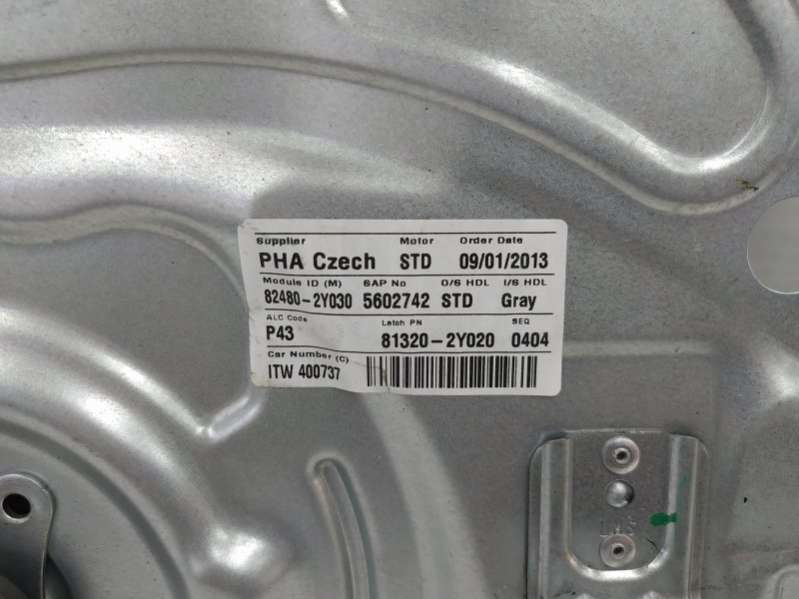 Supplier Motor Order Date
PHA Czech STD 09/01/2013
Module ID (M) SAP No O/S HDL I/S HDL
82480-2Y030 5602742 STD Gray
ALC Code Latch PN SEQ
P43 81320-2Y020 0404
Car Number (C)
ITW 400737